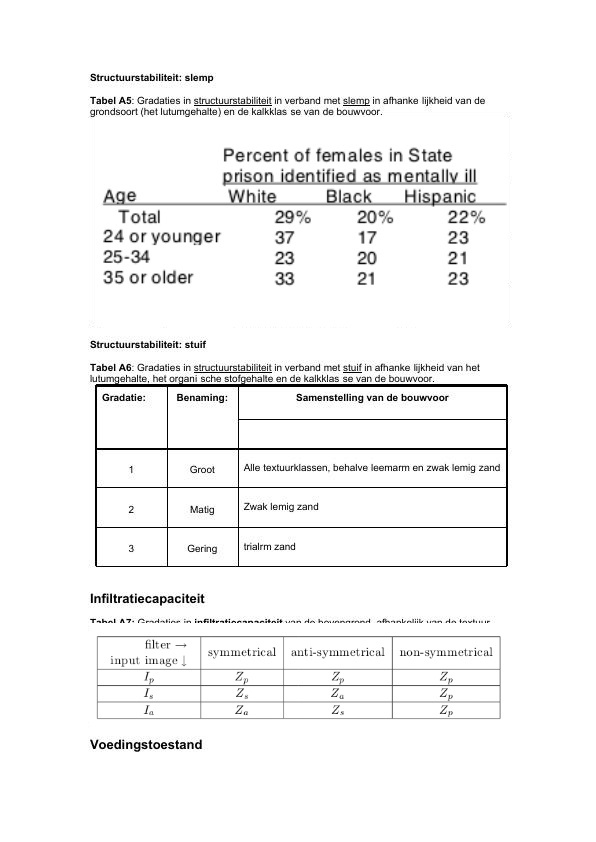 Structuurstabiliteit: slemp
Tabel A5: Gradaties in structuurstabiliteit in verband met slemp in afhanke lijkheid van de
grondsoort (het lutumgehalte) en de kalkklas se van de bouwvoor.
Percent of females in State
prison identified as mentally ill
Age White Black Hispanic
Total 29% 20% 22%
24 or younger 37 17 23
25-34 23 20 21
35 or older 33 21 23
Structuurstabiliteit: stuif
Tabel A6: Gradaties in structuurstabiliteit in verband met stuif in afhanke lijkheid van het
lutumgehalte, het organi sche stofgehalte en de kalkklas se van de bouwvoor.
Gradatie: Benaming: Samenstelling van de bouwvoor
1 Groot Alle textuurklassen, behalve leemarm en zwak lemig zand
2 Matig Zwak lemig zand
3 Gering trialrm zand
Infiltratiecapaciteit
Tabel A7: Gradaties in infiltratiecapaciteit van de bovengrond, afhankelijk van de textuur
filter → symmetrical anti-symmetrical non-symmetrical
input image ↓
I_p Z_p Z_p Z_p
I_s Z_s Z_a Z_p
I_a Z_a Z_s Z_p
Voedingstoestand